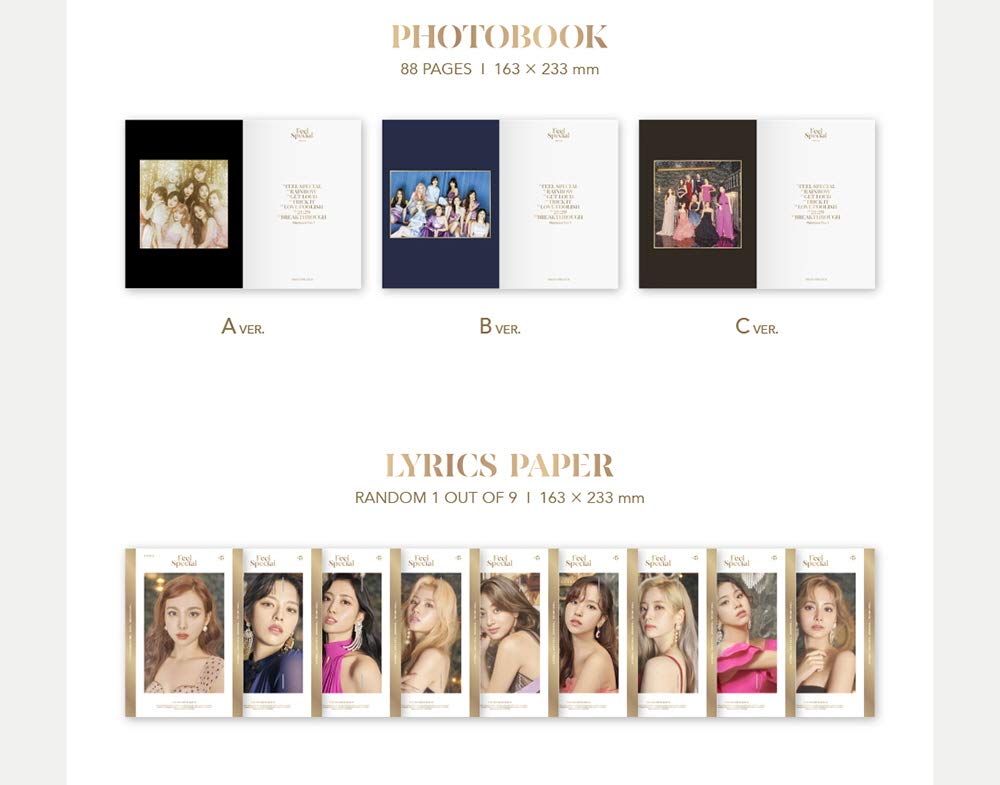 PHOTOBOOK
88 PAGES I 163 × 233 mm
Feel
Special
FEEL SPECIAL
RAINBOW
GET LOUD
TRICK IT
LOVE FOOLISH
21:29
BREAKTHROUGH
Feel
Special
FEEL SPECIAL
RAINBOW
GET LOUD
TRICK IT
LOVE FOOLISH
21:29
BREAKTHROUGH
Feel
Special
FEEL SPECIAL
RAINBOW
GET LOUD
TRICK IT
LOVE FOOLISH
21:29
BREAKTHROUGH
A VER.
B VER.
C VER.
LYRICS PAPER
RANDOM 1 OUT OF 9 I 163 × 233 mm
Feel
Special
Feel
Special
Feel
Special
Feel
Special
Feel
Special
Feel
Special
Feel
Special
Feel
Special
Feel
Special